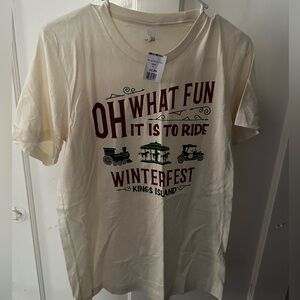 OH WHAT FUN
IT IS TO RIDE
WINTERFEST
KINGS ISLAND